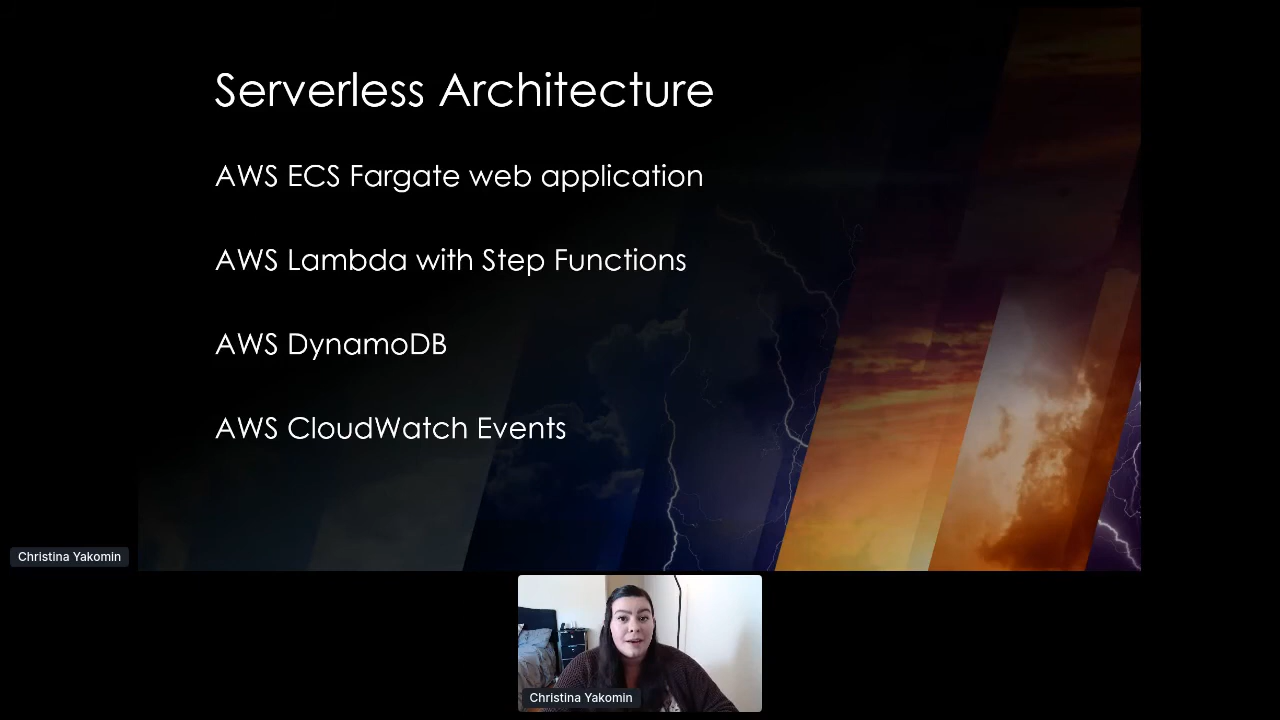 Serverless Architecture
AWS ECS Fargate web application
AWS Lambda with Step Functions
AWS DynamoDB
AWS CloudWatch Events
Christina Yakomin
Christina Yakomin